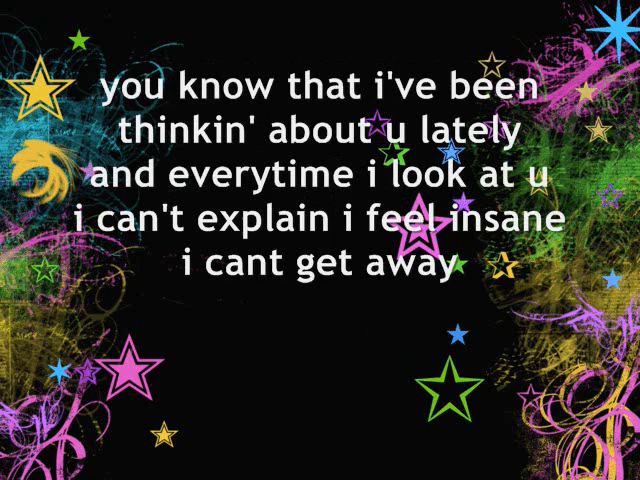 you know that i've been
thinkin' about u lately
and everytime i look at u
i can't explain i feel insane
i cant get away